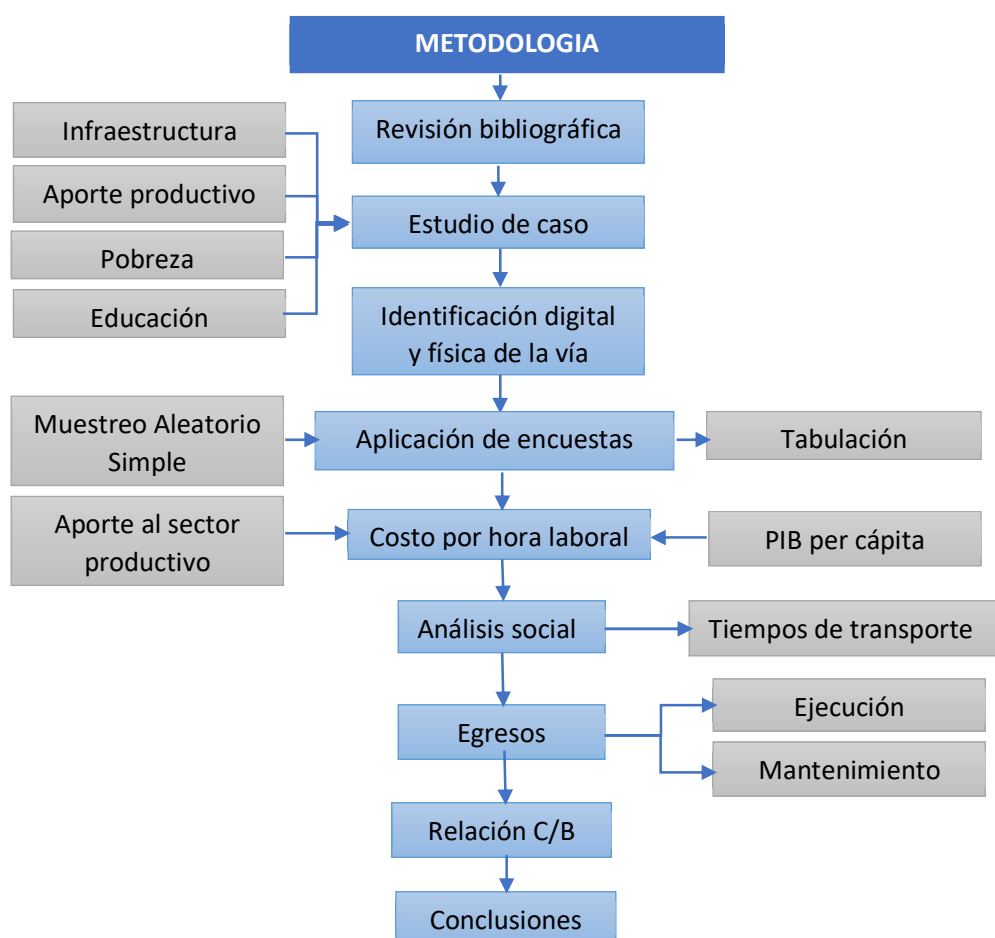 METODOLOGIA
Revisión bibliográfica
Infraestructura
Aporte productivo
Pobreza
Educación
Estudio de caso
Identificación digital
y física de la vía
Muestreo Aleatorio
Simple
Aplicación de encuestas
Tabulación
Aporte al sector
productivo
Costo por hora laboral
PIB per cápita
Análisis social
Tiempos de transporte
Egresos
Ejecución
Mantenimiento
Relación C/B
Conclusiones